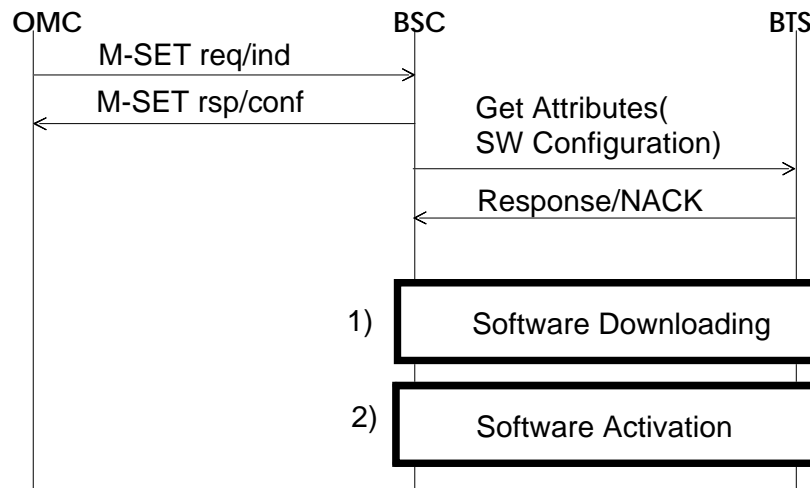 OMC BSC BTS
M-SET req/ind
M-SET rsp/conf
Get Attributes(
SW Configuration)
Response/NACK
1) Software Downloading
2) Software Activation